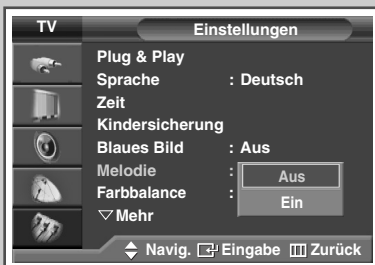 TV Einstellungen
Plug & Play
Sprache : Deutsch
Zeit
Kindersicherung
Blaues Bild : Aus
Melodie : Aus
Farbbalance : Ein
▽Mehr
Navig. Eingabe Zurück